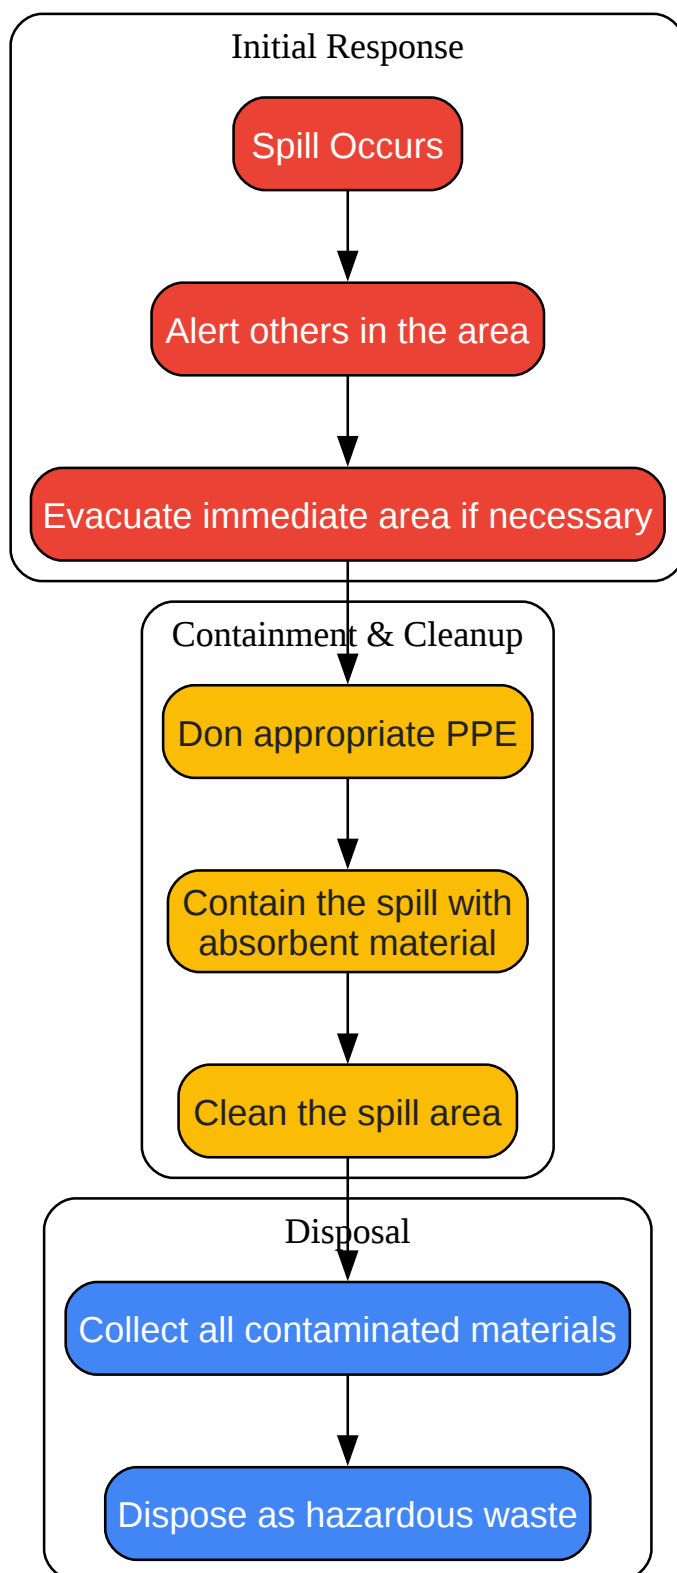 Initial Response
Spill Occurs
Alert others in the area
Evacuate immediate area if necessary
Containment & Cleanup
Don appropriate PPE
Contain the spill with
absorbent material
Clean the spill area
Disposal
Collect all contaminated materials
Dispose as hazardous waste